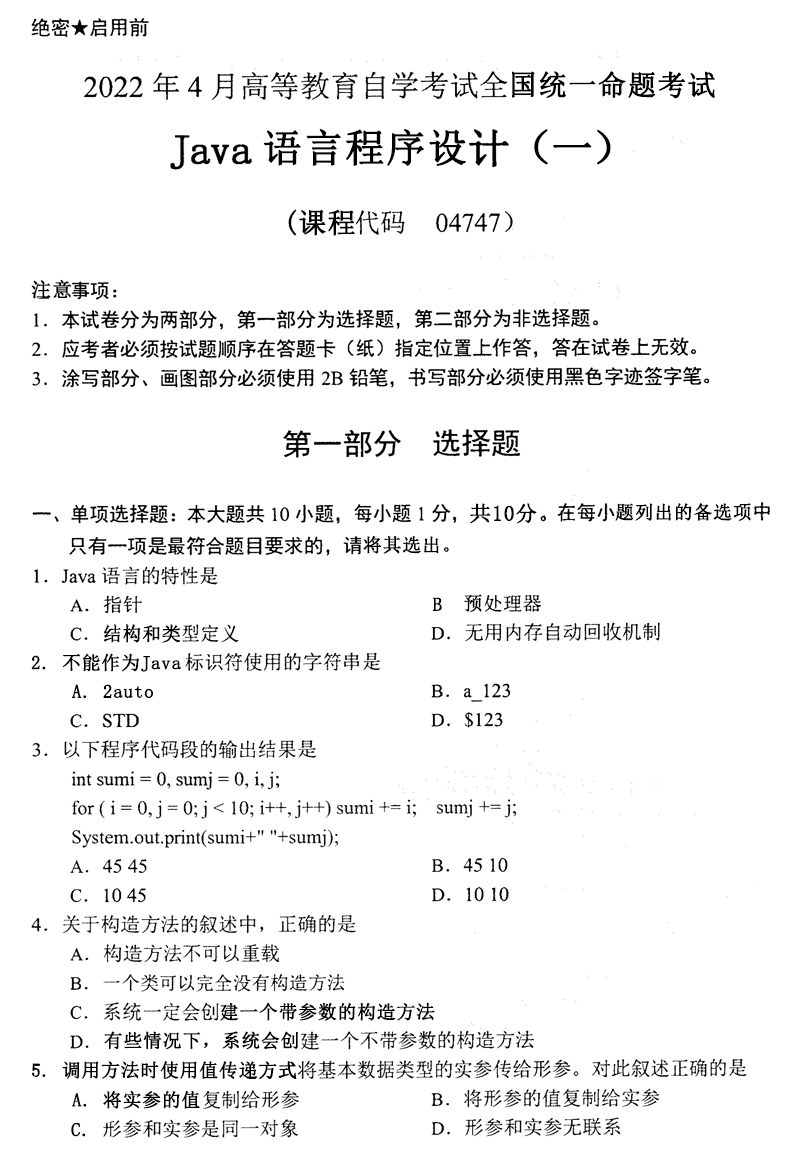 绝密★启用前
2022 年 4 月高等教育自学考试全国统一命题考试
Java 语言程序设计（一）
(课程代码 04747）
注意事项：
1．本试卷分为两部分，第一部分为选择题，第二部分为非选择题。
2．应考者必须按试题顺序在答题卡（纸）指定位置上作答，答在试卷上无效。
3．涂写部分、画图部分必须使用 2B 铅笔，书写部分必须使用黑色字迹签字笔。
第一部分 选择题
一、单项选择题：本大题共 10 小题，每小题 1 分，共10分。在每小题列出的备选项中
只有一项是最符合题目要求的，请将其选出。
1．Java 语言的特性是
A．指针 B 预处理器
C．结构和类型定义 D．无用内存自动回收机制
2．不能作为Java 标识符使用的字符串是
A．2auto B．a_123
C．STD D．$123
3．以下程序代码段的输出结果是
int sumi = 0, sumj = 0, i, j;
for ( i = 0, j = 0; j < 10; i++, j++) sumi += i; sumj += j;
System.out.print(sumi+" "+sumj);
A．45 45 B．45 10
C．10 45 D．10 10
4．关于构造方法的叙述中，正确的是
A．构造方法不可以重载
B．一个类可以完全没有构造方法
C．系统一定会创建一个带参数的构造方法
D．有些情况下，系统会创建一个不带参数的构造方法
5．调用方法时使用值传递方式将基本数据类型的实参传给形参。对此叙述正确的是
A．将实参的值复制给形参 B．将形参的值复制给实参
C．形参和实参是同一对象 D．形参和实参无联系